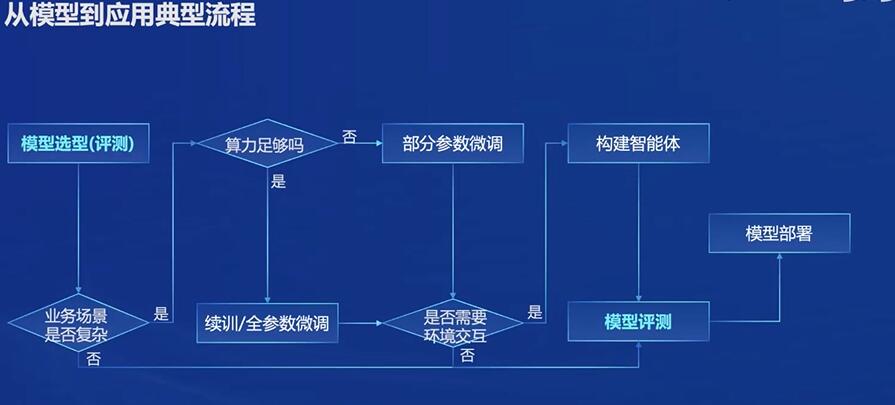 从模型到应用典型流程
模型选型(评测)
算力足够吗
否
部分参数微调
构建智能体
是
模型部署
业务场景
是否复杂
是
续训/全参数微调
是否需要
环境交互
是
模型评测
否
否